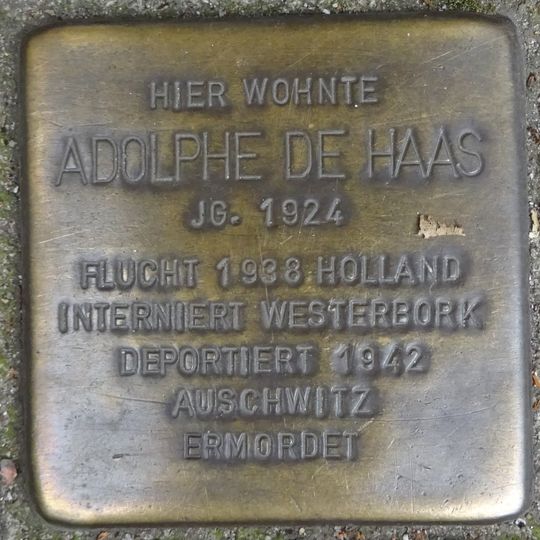 HIER WOHNTE
ADOLPHE DE HAAS
JG. 1924
FLUCHT 1938 HOLLAND
INTERNIERT WESTERBORK
DEPORTIERT 1942
AUSCHWITZ
ERMORDET